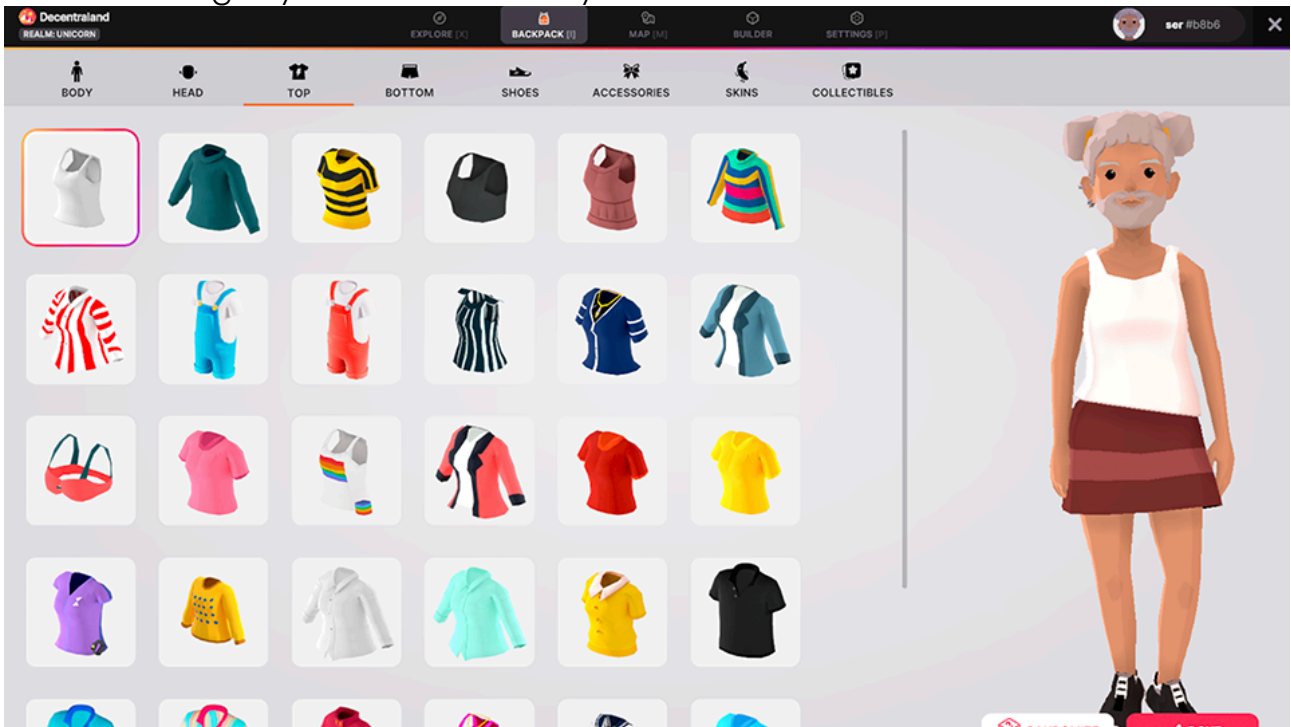 Decentraland
REALM: UNICORN
EXPLORE [X]
BACKPACK [I]
MAP [M]
BUILDER
SETTINGS [P]
ser #b8b6
BODY
HEAD
TOP
BOTTOM
SHOES
ACCESSORIES
SKINS
COLLECTIBLES